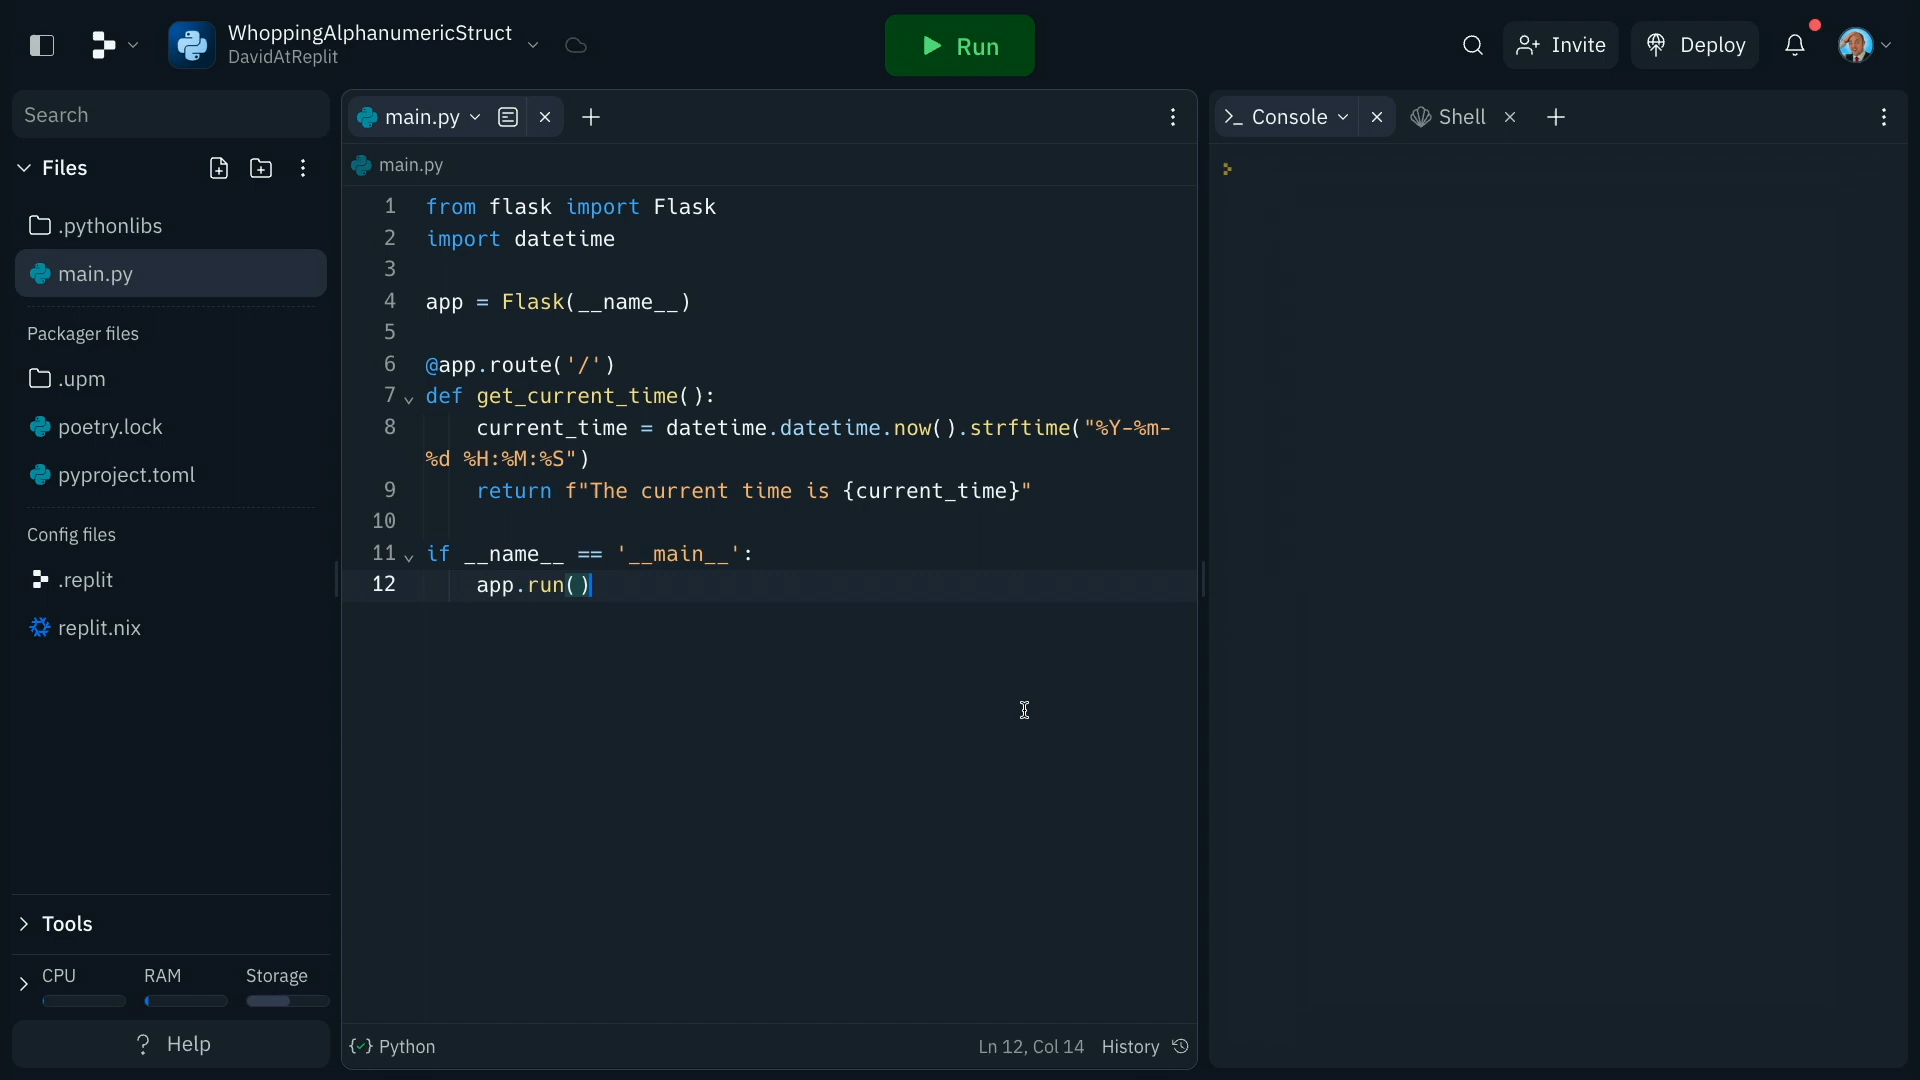 WhoppingAlphanumericStruct
DavidAtReplit
Run
Invite
Deploy
Search
Files
.pythonlibs
main.py
Packager files
.upm
poetry.lock
pyproject.toml
Config files
.replit
replit.nix
Tools
CPU RAM Storage
? Help
main.py
main.py
1 from flask import Flask
2 import datetime
3
4 app = Flask(__name__)
5
6 @app.route('/')
7 def get_current_time():
8 current_time = datetime.datetime.now().strftime("%Y-%m-
%d %H:%M:%S")
9 return f"The current time is {current_time}"
10
11 if __name__ == '__main__':
12 app.run()
Python
Ln 12, Col 14 History
Console
Shell